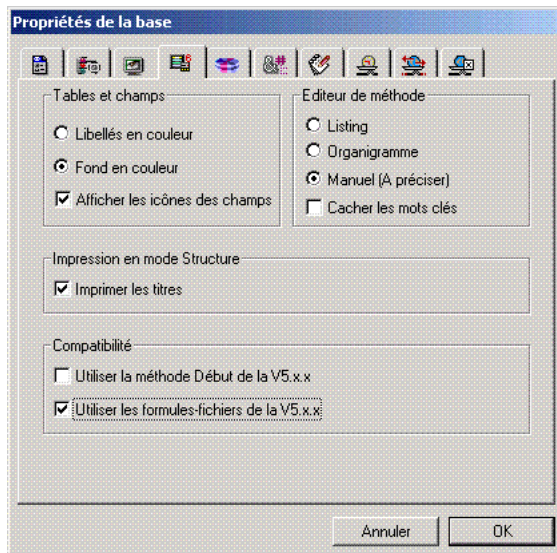 Propriétés de la base
Tables et champs
Libellés en couleur
Fond en couleur
Afficher les icônes des champs
Editeur de méthode
Listing
Organigramme
Manuel (A préciser)
Cacher les mots clés
Impression en mode Structure
Imprimer les titres
Compatibilité
Utiliser la méthode Début de la V5.x.x
Utiliser les formules-fichiers de la V5.x.x
Annuler
OK